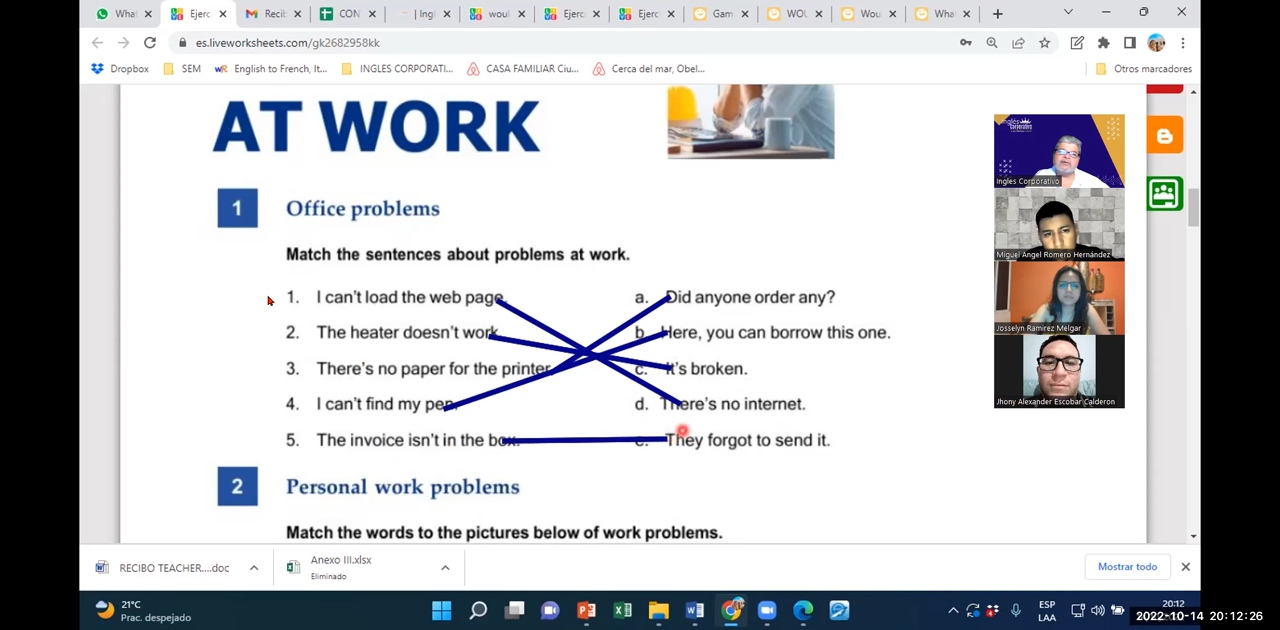 What
Ejerc
Recib
CON
| Ingl
woul
Ejerc
Ejerc
Gam
WOU
Wou
What
es.liveworksheets.com/gk2682958kk
Dropbox
SEM
English to French, It...
INGLES CORPORATI...
CASA FAMILIAR Ciu...
Cerca del mar, Obel...
Otros marcadores
AT WORK
1 Office problems
Match the sentences about problems at work.
1. I can't load the web page.
a. Did anyone order any?
2. The heater doesn't work.
b. Here, you can borrow this one.
3. There's no paper for the printer.
c. It's broken.
4. I can't find my pen.
d. There's no internet.
5. The invoice isn't in the box.
e. They forgot to send it.
2 Personal work problems
Match the words to the pictures below of work problems.
Ingles Corporativo
Miguel Angel Romero Hernández
Josselyn Ramirez Melgar
Jhony Alexander Escobar Calderon
RECIBO TEACHER....doc
Anexo III.xlsx
Eliminado
Mostrar todo
21°C
Prac. despejado
ESP
LAA
20:12
2022-10-14 20:12:26